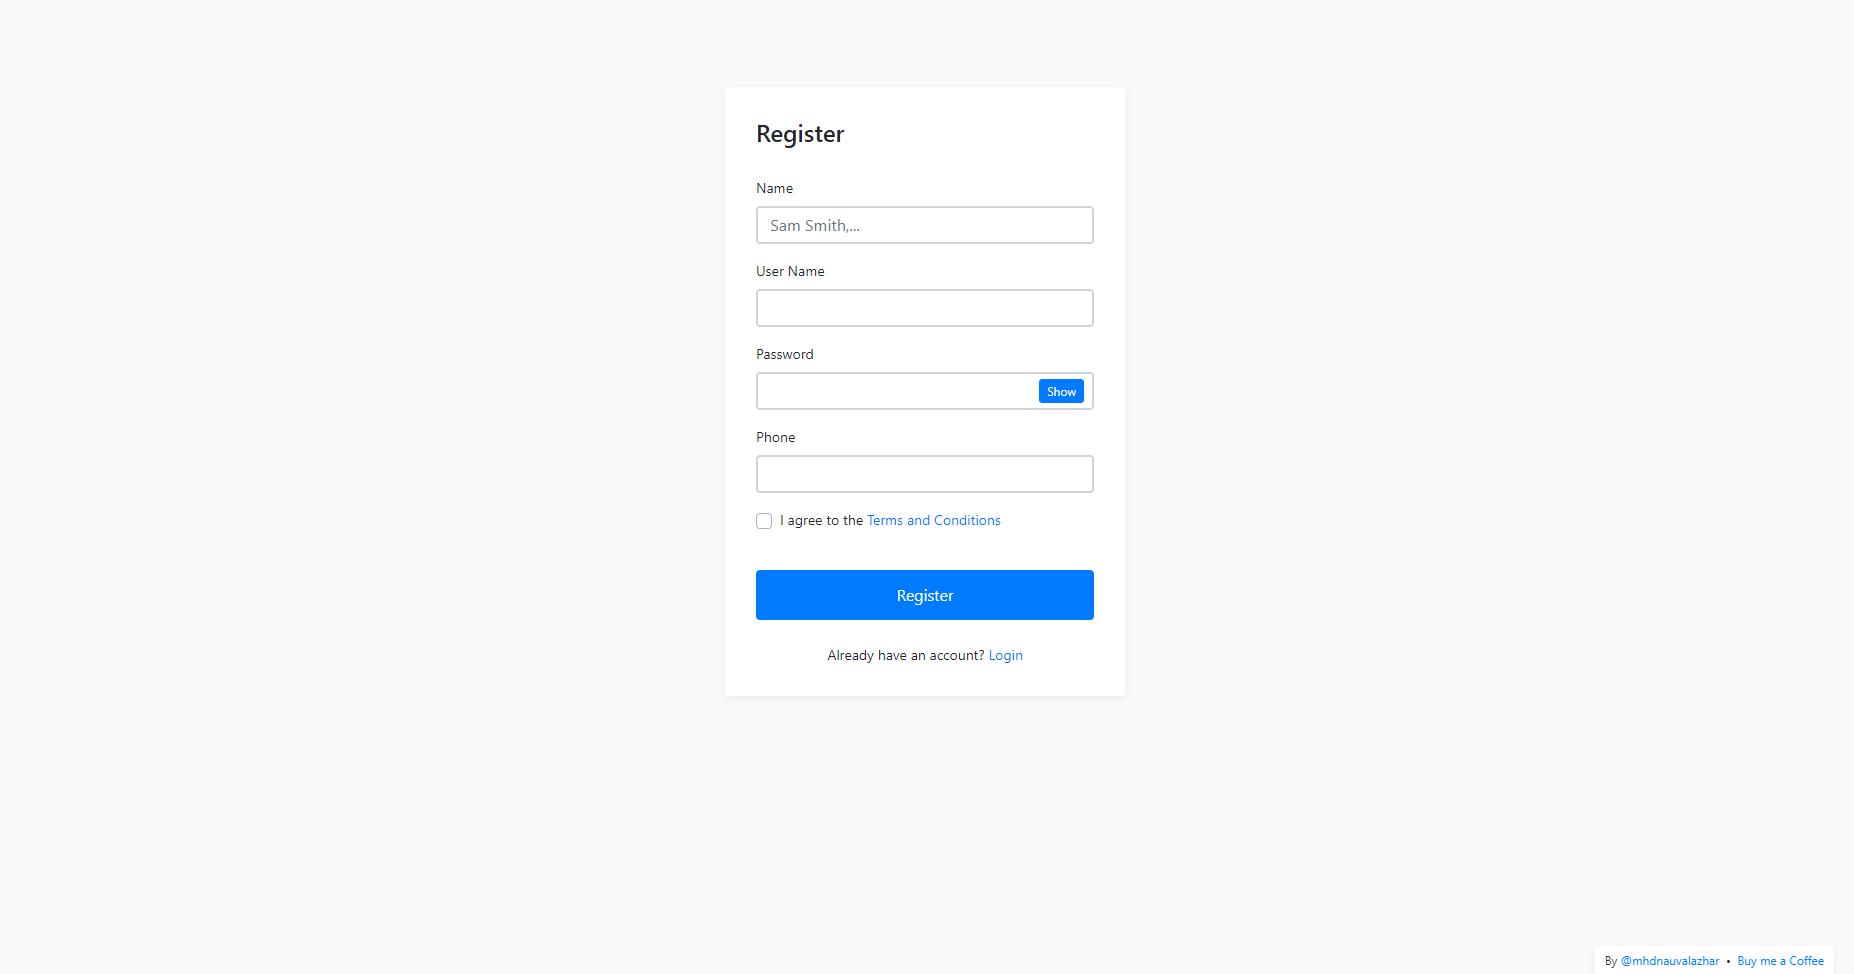 Register
Name
Sam Smith,...
User Name
Password
Show
Phone
I agree to the Terms and Conditions
Register
Already have an account? Login
By @mhdnauvalazhar • Buy me a Coffee